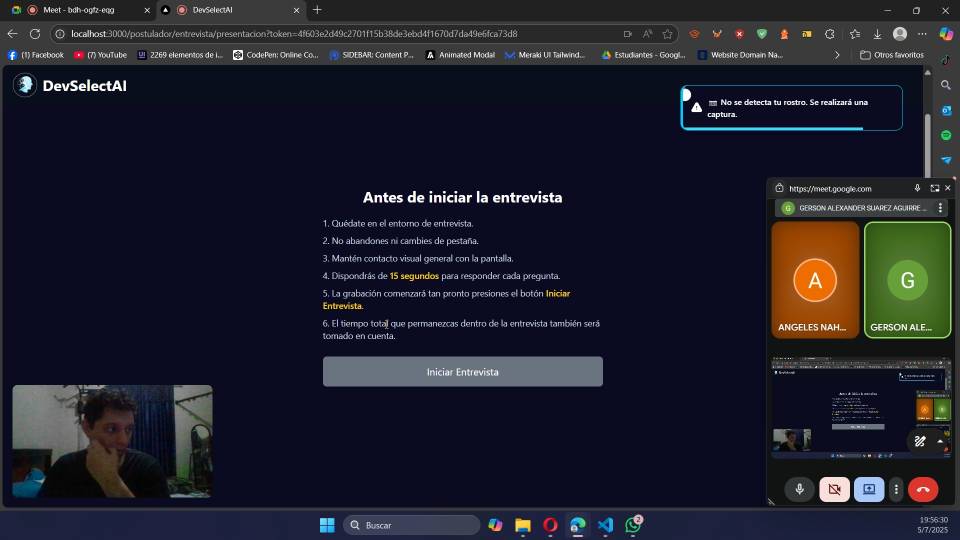 Meet - bdh-ogfz-eqg
DevSelectAI
localhost:3000/postulador/entrevista/presentacion?token=4f603e2d49c2701f15b38de3ebd4f1670d7da49e6fca73d8
(1) Facebook
(7) YouTube
2269 elementos i...
CodePen: Online Co...
SIDEBAR: Content P...
Animated Modal
Meraki UI Tailwind...
Estudiantes - Googl...
Website Domain Na...
Otros favoritos
DevSelectAI
No se detecta tu rostro. Se realizará una
captura.
Antes de iniciar la entrevista
1. Quédate en el entorno de entrevista.
2. No abandones ni cambies de pestaña.
3. Mantén contacto visual general con la pantalla.
4. Dispondrás de 15 segundos para responder cada pregunta.
5. La grabación comenzará tan pronto presiones el botón Iniciar
Entrevista.
6. El tiempo total que permanezcas dentro de la entrevista también será
tomado en cuenta.
Iniciar Entrevista
https://meet.google.com
G GERSON ALEXANDER SUAREZ AGUIRRE ...
A
G
ANGELES NAH...
GERSON ALE...
Buscar
2
19:56:30
5/7/2025